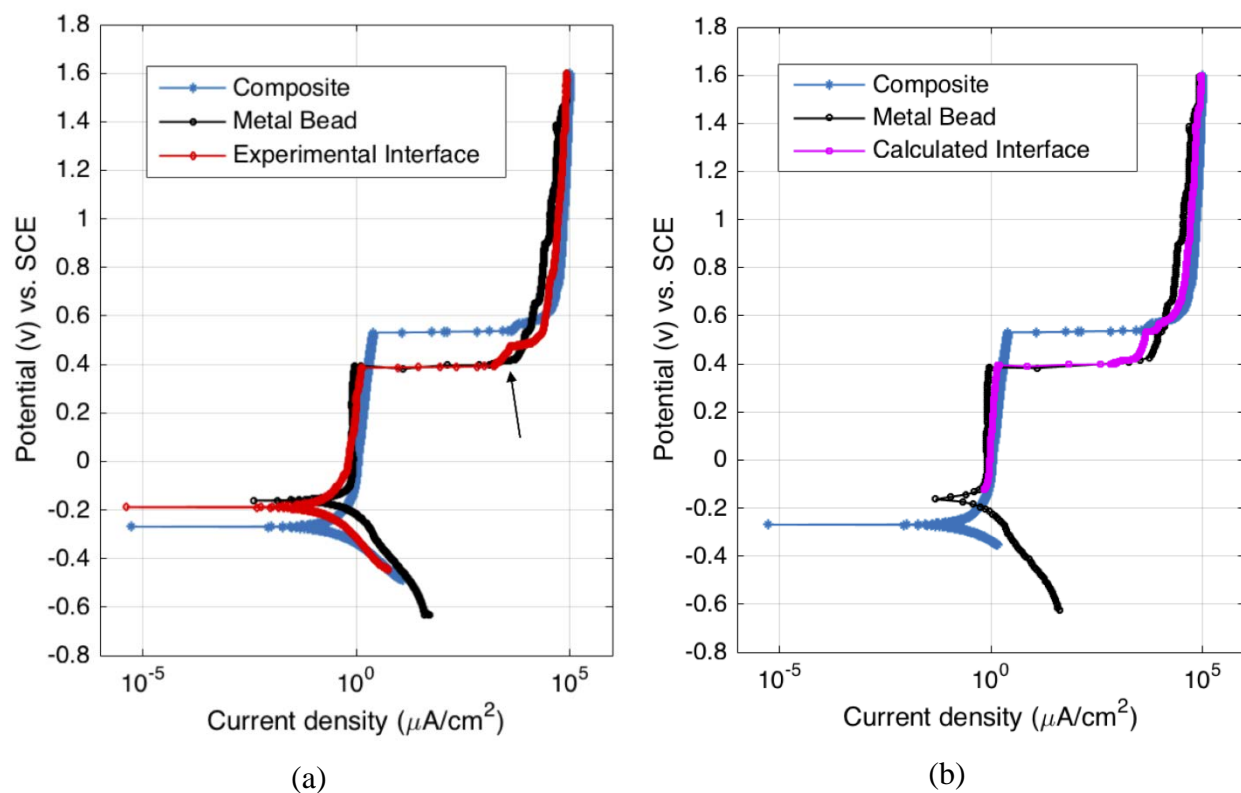 1.8
1.6
1.4
1.2
1
0.8
0.6
0.4
0.2
0
-0.2
-0.4
-0.6
-0.8
Potential (v) vs. SCE
Composite
Metal Bead
Experimental Interface
10^-5
10^0
10^5
Current density (μA/cm²)
(a)
1.8
1.6
1.4
1.2
1
0.8
0.6
0.4
0.2
0
-0.2
-0.4
-0.6
-0.8
Potential (v) vs. SCE
Composite
Metal Bead
Calculated Interface
10^-5
10^0
10^5
Current density (μA/cm²)
(b)